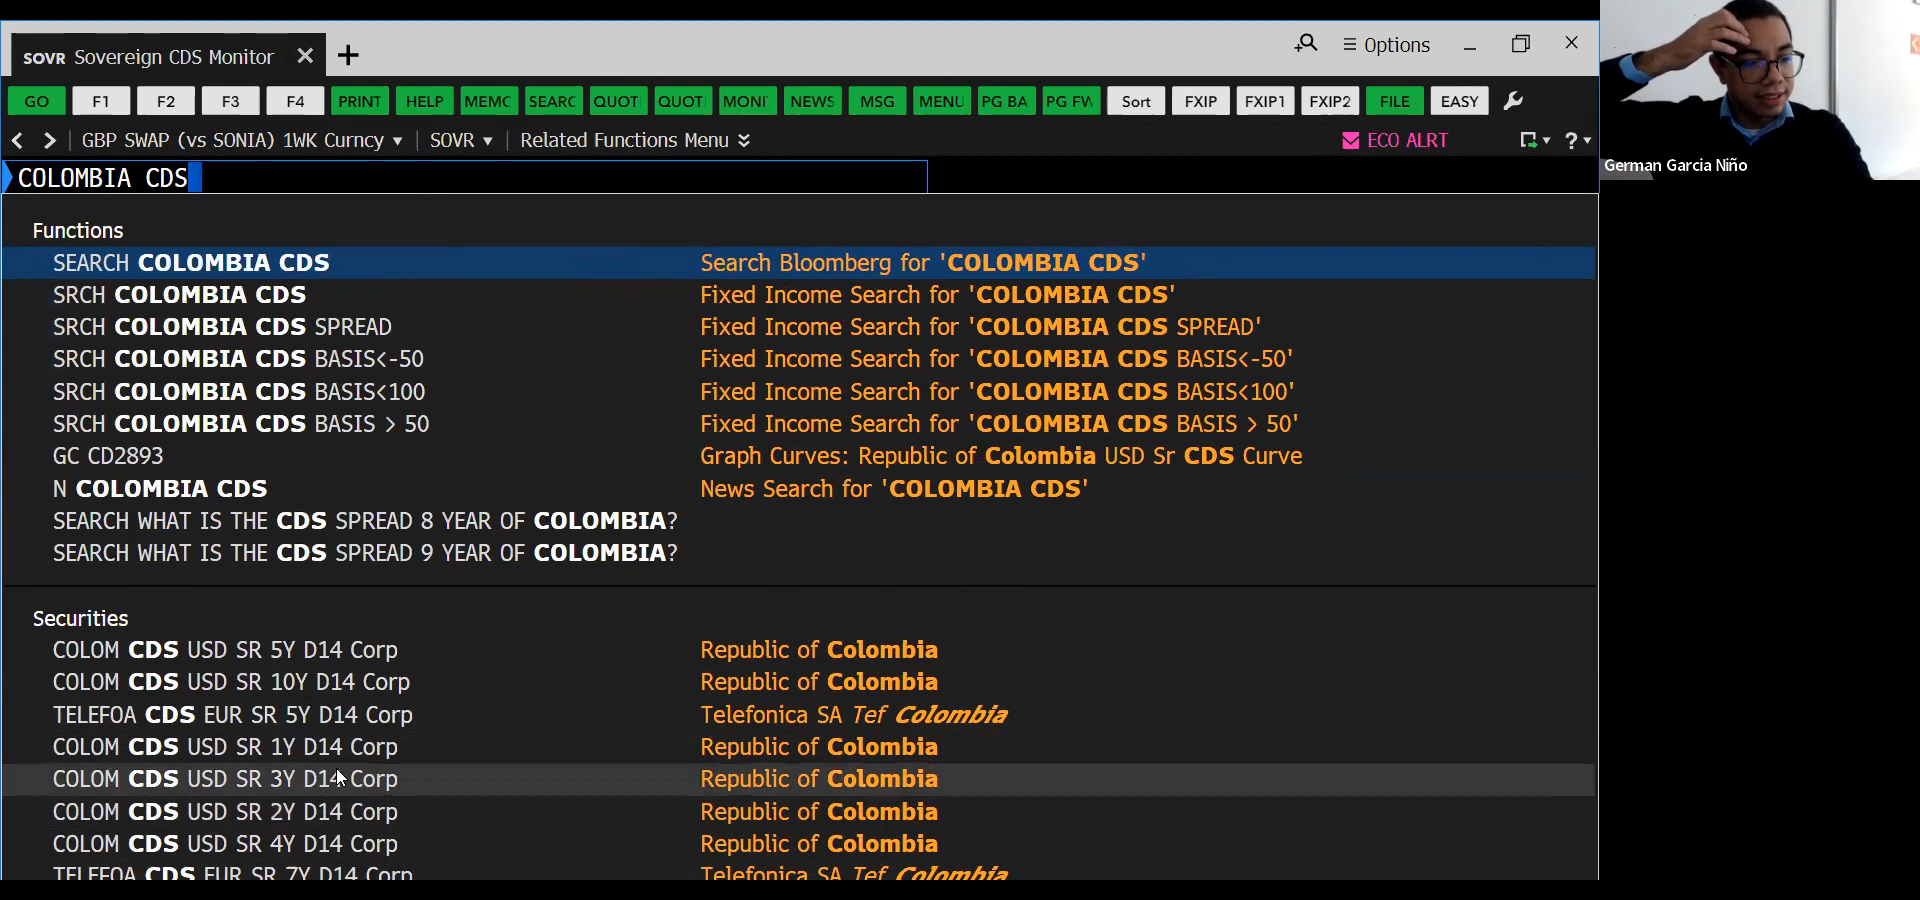 SOVR Sovereign CDS Monitor
Options
GO F1 F2 F3 F4 PRINT HELP MEMC SEARC QUOT QUOT MONI NEWS MSG MENU PG BA PG FW Sort FXIP FXIP1 FXIP2 FILE EASY
GBP SWAP (vs SONIA) 1WK Curncy SOVR Related Functions Menu ECO ALRT ?
COLOMBIA CDS
German Garcia Niño
Functions
SEARCH COLOMBIA CDS Search Bloomberg for 'COLOMBIA CDS'
SRCH COLOMBIA CDS Fixed Income Search for 'COLOMBIA CDS'
SRCH COLOMBIA CDS SPREAD Fixed Income Search for 'COLOMBIA CDS SPREAD'
SRCH COLOMBIA CDS BASIS<-50 Fixed Income Search for 'COLOMBIA CDS BASIS<-50'
SRCH COLOMBIA CDS BASIS<100 Fixed Income Search for 'COLOMBIA CDS BASIS<100'
SRCH COLOMBIA CDS BASIS > 50 Fixed Income Search for 'COLOMBIA CDS BASIS > 50'
GC CD2893 Graph Curves: Republic of Colombia USD Sr CDS Curve
N COLOMBIA CDS News Search for 'COLOMBIA CDS'
SEARCH WHAT IS THE CDS SPREAD 8 YEAR OF COLOMBIA?
SEARCH WHAT IS THE CDS SPREAD 9 YEAR OF COLOMBIA?
Securities
COLOM CDS USD SR 5Y D14 Corp Republic of Colombia
COLOM CDS USD SR 10Y D14 Corp Republic of Colombia
TELEFOA CDS EUR SR 5Y D14 Corp Telefonica SA Tef Colombia
COLOM CDS USD SR 1Y D14 Corp Republic of Colombia
COLOM CDS USD SR 3Y D14 Corp Republic of Colombia
COLOM CDS USD SR 2Y D14 Corp Republic of Colombia
COLOM CDS USD SR 4Y D14 Corp Republic of Colombia
TELEFOA CDS EUR SR 7Y D14 Corp Telefonica SA Tef Colombia